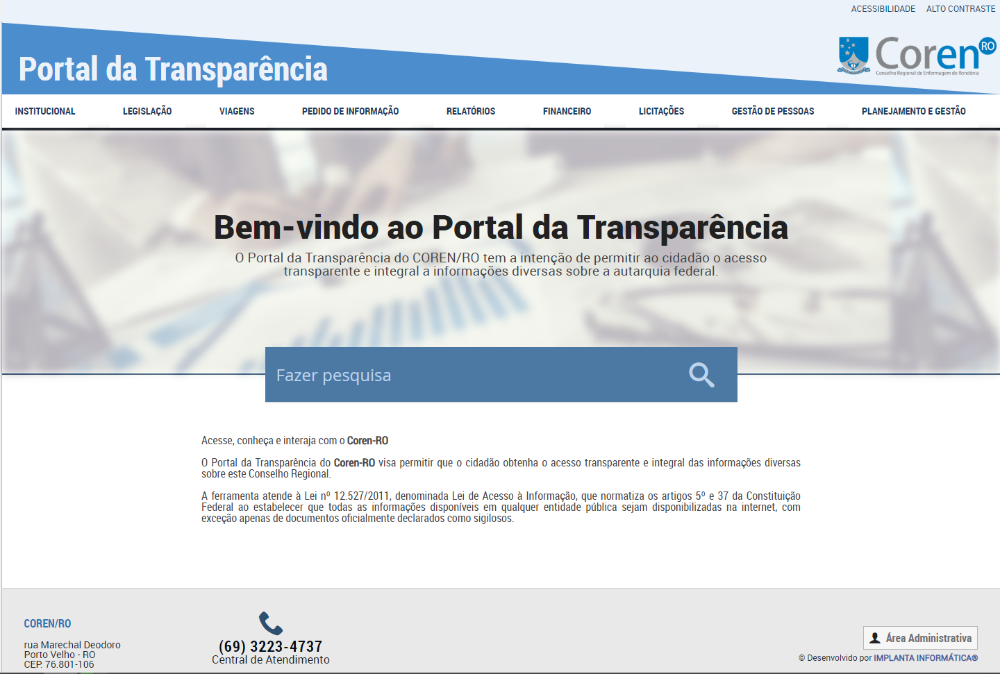 ACESSIBILIDADE ALTO CONTRASTE
Portal da Transparência
Coren RO
Conselho Regional de Enfermagem de Rondônia
INSTITUCIONAL LEGISLAÇÃO VIAGENS PEDIDO DE INFORMAÇÃO RELATÓRIOS FINANCEIRO LICITAÇÕES GESTÃO DE PESSOAS PLANEJAMENTO E GESTÃO
Bem-vindo ao Portal da Transparência
O Portal da Transparência do COREN/RO tem a intenção de permitir ao cidadão o acesso
transparente e integral a informações diversas sobre a autarquia federal.
Fazer pesquisa
Acesse, conheça e interaja com o Coren-RO
O Portal da Transparência do Coren-RO visa permitir que o cidadão obtenha o acesso transparente e integral das informações diversas
sobre este Conselho Regional.
A ferramenta atende à Lei nº 12.527/2011, denominada Lei de Acesso à Informação, que normatiza os artigos 5º e 37 da Constituição
Federal ao estabelecer que todas as informações disponíveis em qualquer entidade pública sejam disponibilizadas na internet, com
exceção apenas de documentos oficialmente declarados como sigilosos.
COREN/RO
rua Marechal Deodoro
Porto Velho - RO
CEP. 76.801-106
(69) 3223-4737
Central de Atendimento
Área Administrativa
© Desenvolvido por IMPLANTA INFORMÁTICA®